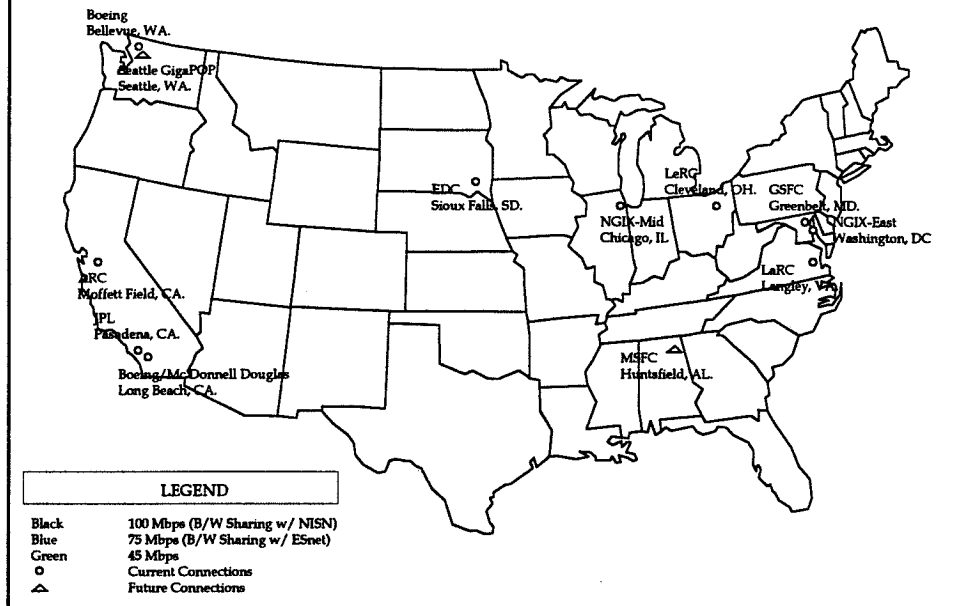 Boeing
Bellevue, WA.
Seattle GigaPOP
Seattle, WA.
EDC
Sioux Falls, SD.
LeRC
Cleveland, OH.
GSFC
Greenbelt, MD.
NGIX-Mid
Chicago, IL
NGIX-East
Washington, DC
ARC
Moffett Field, CA.
LaRC
Langley, VA.
JPL
Pasadena, CA.
MSFC
Huntsfield, AL.
Boeing/McDonnell Douglas
Long Beach, CA.
LEGEND
Black 100 Mbps (B/W Sharing w/ NISN)
Blue 75 Mbps (B/W Sharing w/ ESnet)
Green 45 Mbps
Current Connections
Future Connections